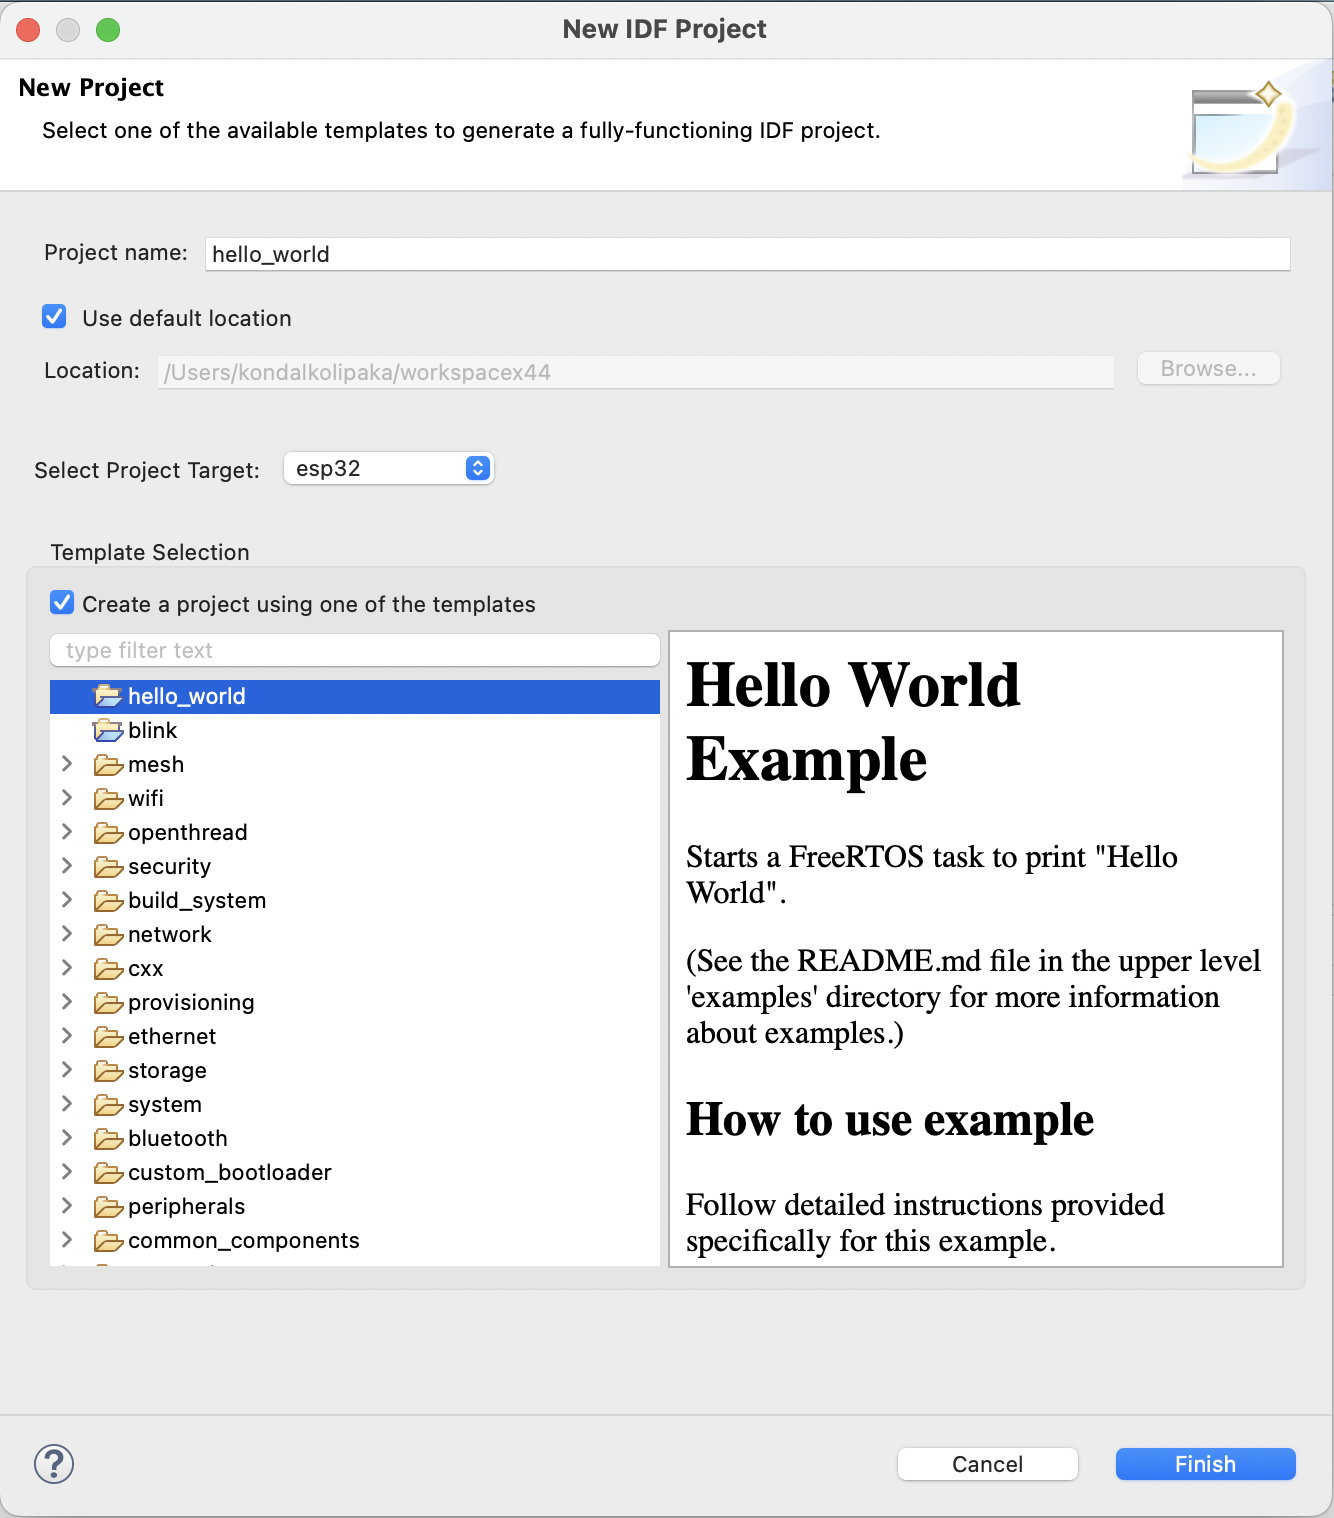 New IDF Project
New Project
Select one of the available templates to generate a fully-functioning IDF project.
Project name: hello_world
Use default location
Location: /Users/kondalkolipaka/workspacex44 Browse...
Select Project Target: esp32
Template Selection
Create a project using one of the templates
type filter text
hello_world
blink
mesh
wifi
openthread
security
build_system
network
cxx
provisioning
ethernet
storage
system
bluetooth
custom_bootloader
peripherals
common_components
Hello World
Example
Starts a FreeRTOS task to print "Hello
World".
(See the README.md file in the upper level
'examples' directory for more information
about examples.)
How to use example
Follow detailed instructions provided
specifically for this example.
?
Cancel
Finish